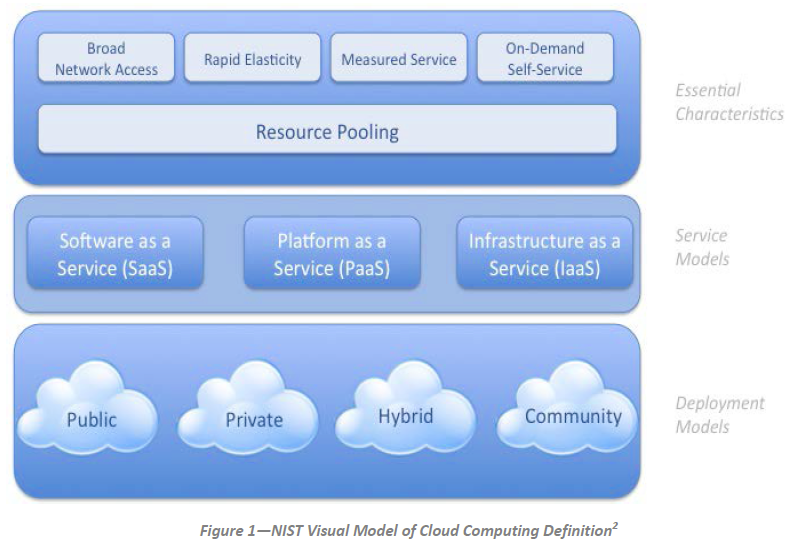 Broad
Network Access
Rapid Elasticity
Measured Service
On-Demand
Self-Service
Resource Pooling
Essential
Characteristics
Software as a
Service (SaaS)
Platform as a
Service (PaaS)
Infrastructure as a
Service (IaaS)
Service
Models
Public
Private
Hybrid
Community
Deployment
Models
Figure 1—NIST Visual Model of Cloud Computing Definition²